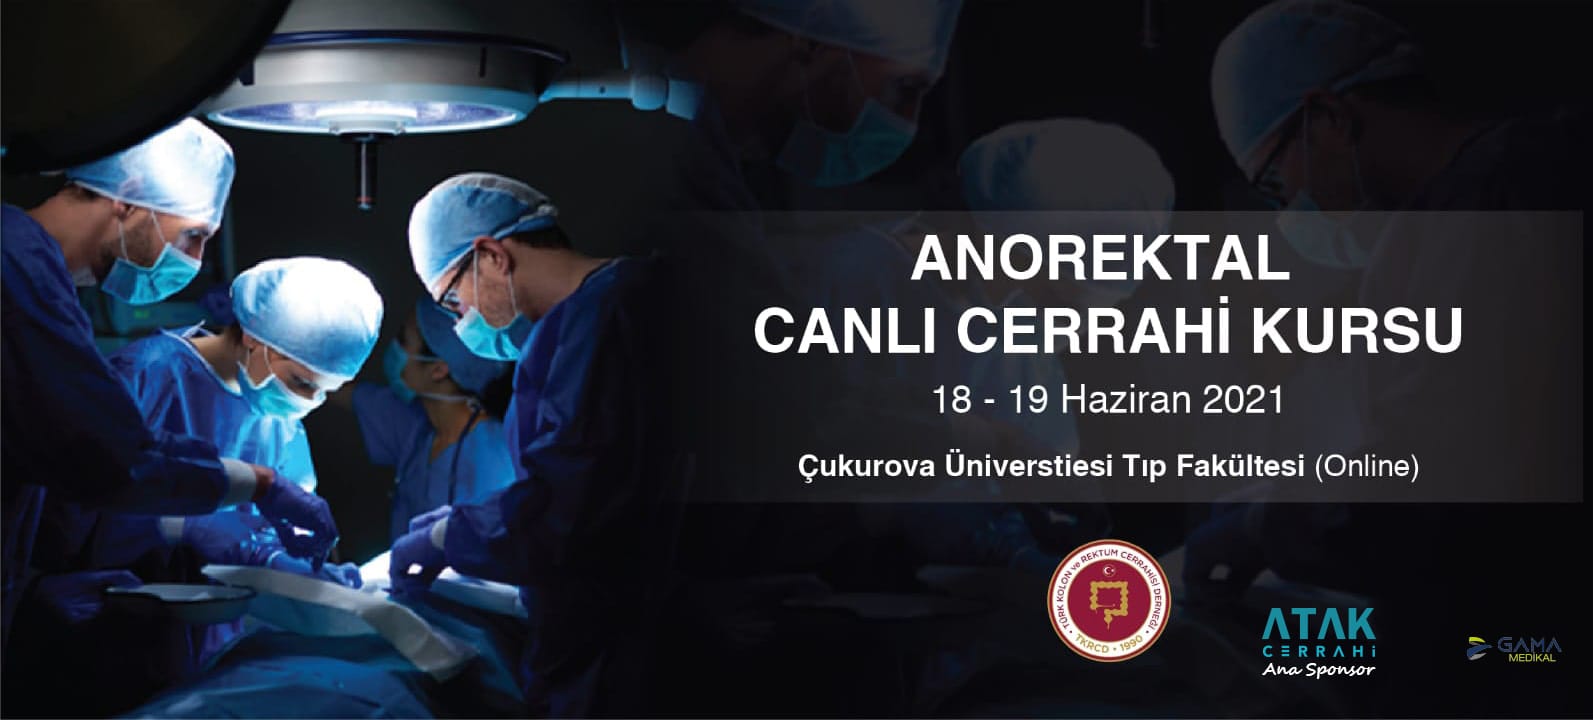 ANOREKTAL
CANLI CERRAHİ KURSU
18 - 19 Haziran 2021
Çukurova Üniverstiesi Tıp Fakültesi (Online)
TÜRK KOLON ve REKTUM CERRAHİSİ DERNEĞİ
TKRCD • 1990
ATAK
CERRAHi
Ana Sponsor
GAMA
MEDİKAL